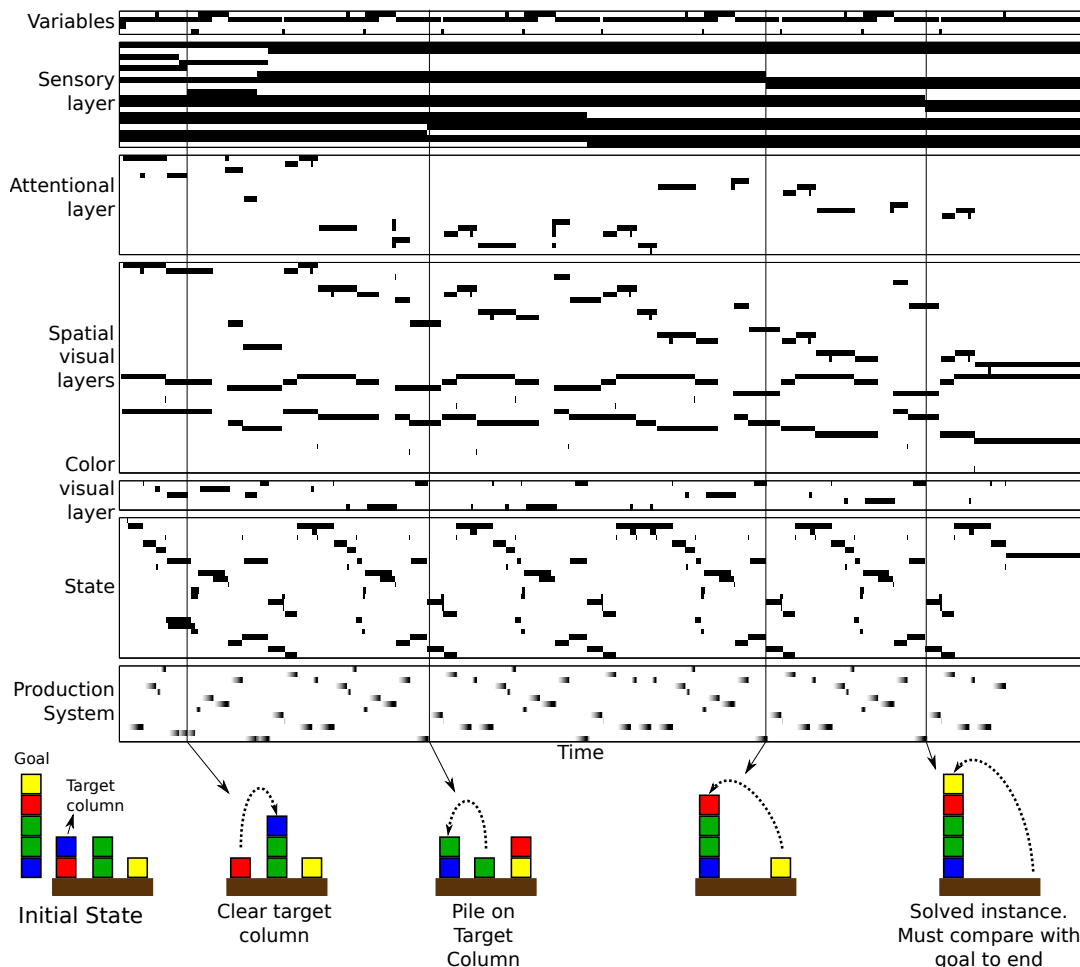 Variables
Sensory
layer
Attentional
layer
Spatial
visual
layers
Color
visual
layer
State
Production
System
Time
Goal
Target
column
Initial State
Clear target
column
Pile on
Target
Column
Solved instance.
Must compare with
goal to end